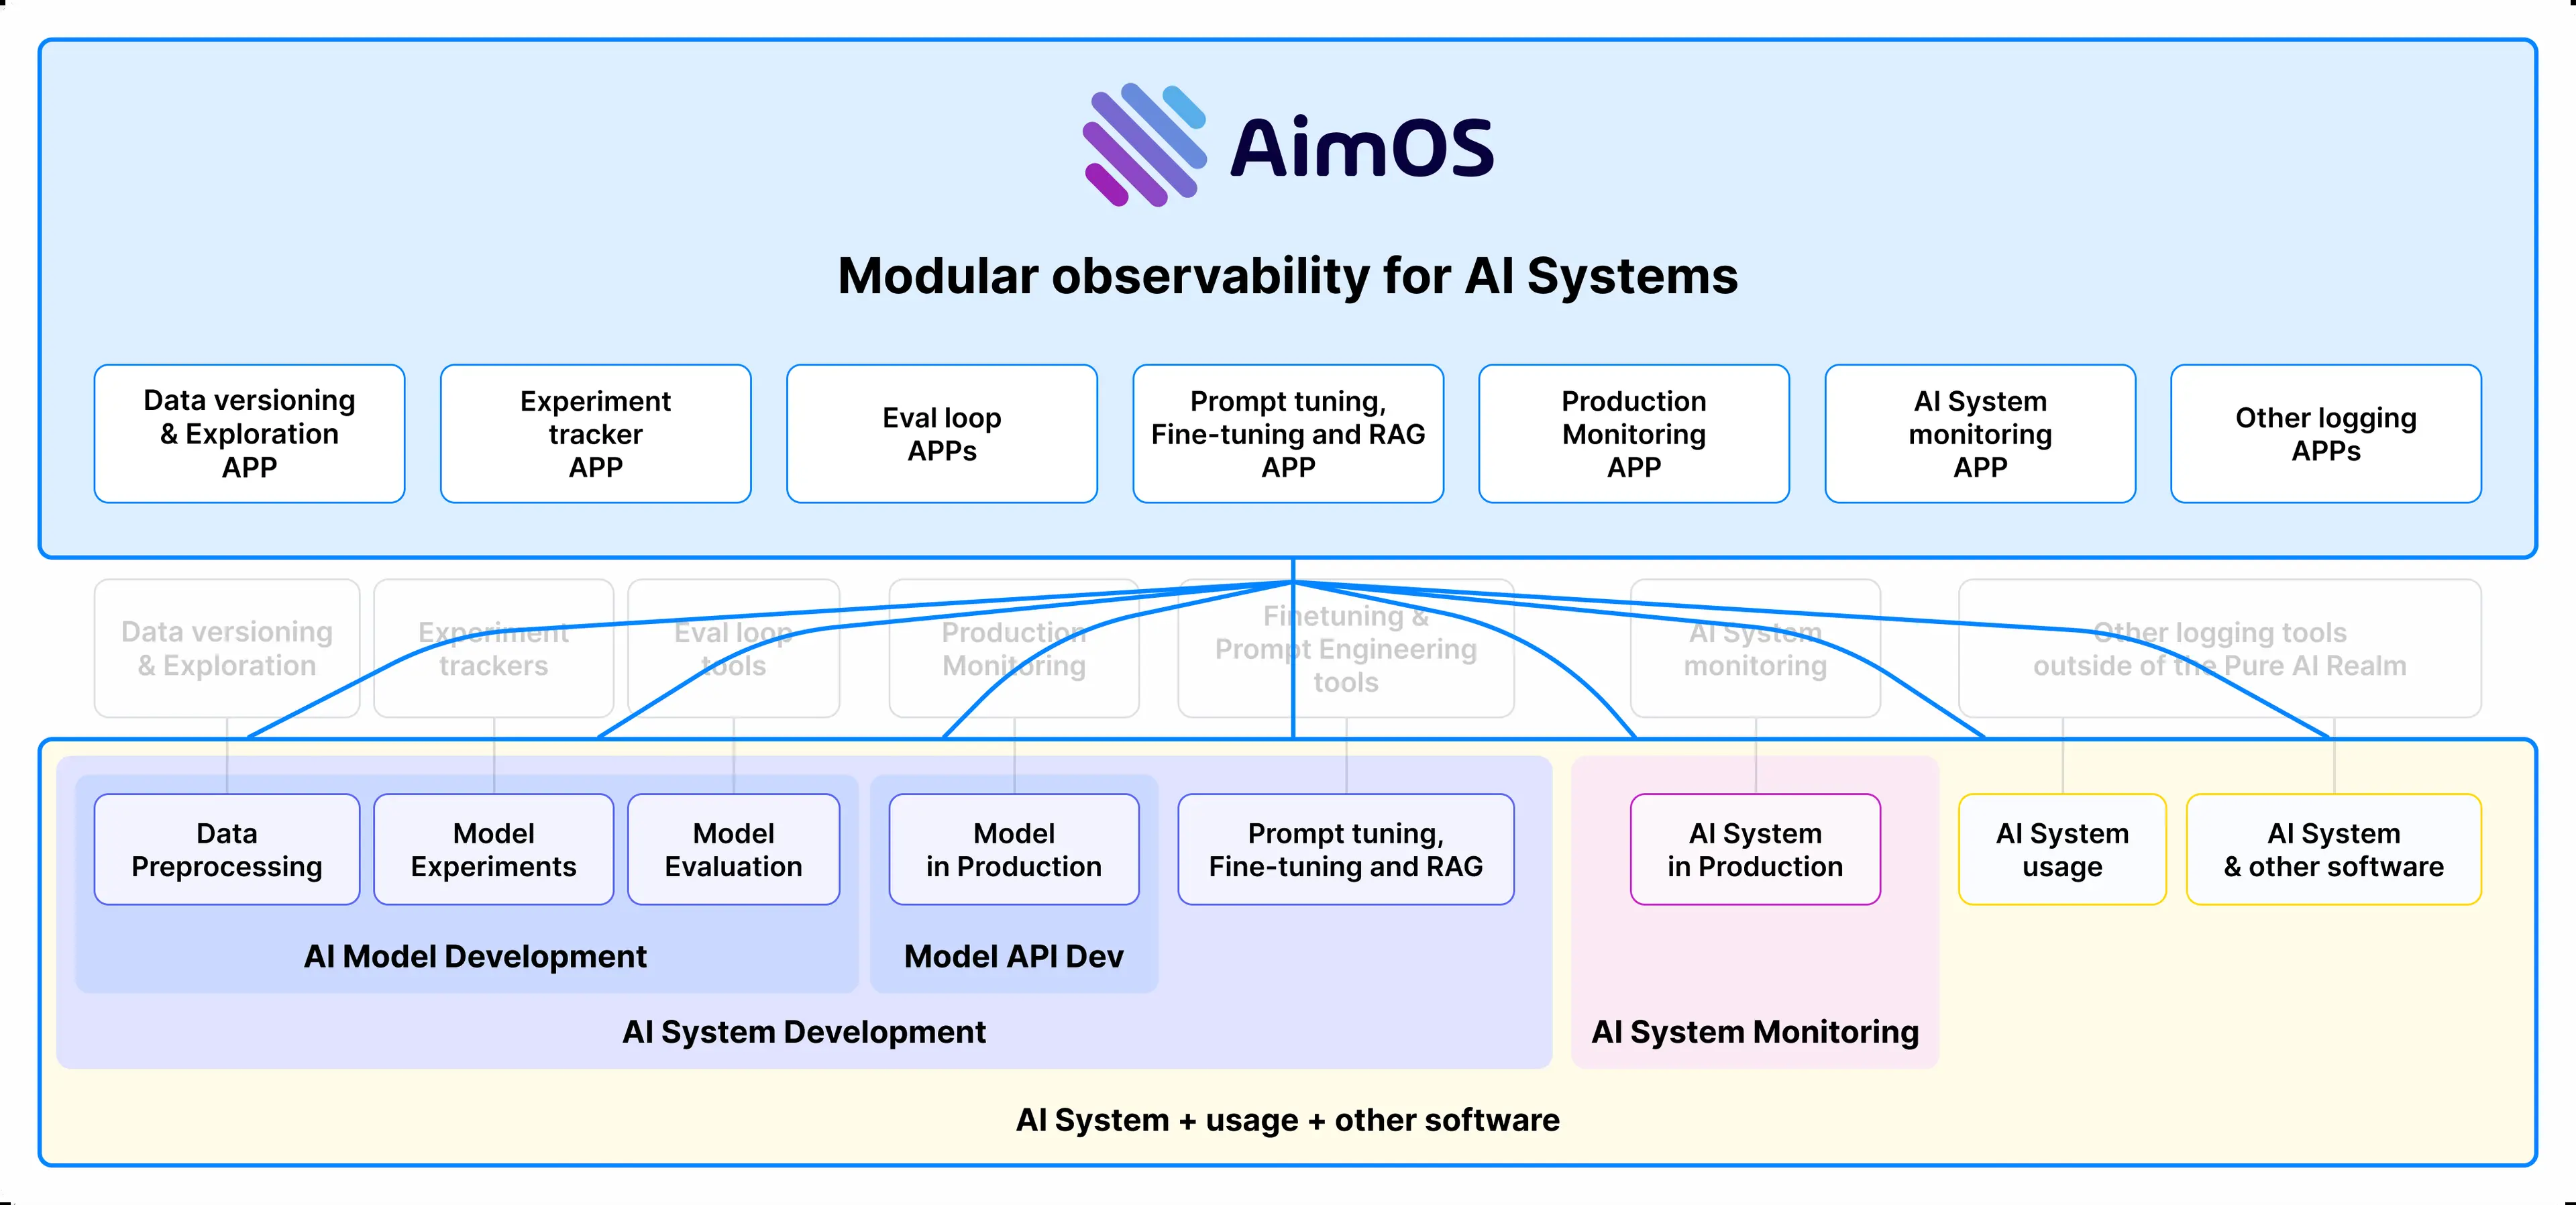 AimOS
Modular observability for AI Systems
Data versioning
& Exploration
APP
Experiment
tracker
APP
Eval loop
APPs
Prompt tuning,
Fine-tuning and RAG
APP
Production
Monitoring
APP
AI System
monitoring
APP
Other logging
APPs
Data versioning
& Exploration
Experiment
trackers
Eval loop
tools
Production
Monitoring
Finetuning &
Prompt Engineering
tools
AI System
monitoring
Other logging tools
outside of the Pure AI Realm
Data
Preprocessing
Model
Experiments
Model
Evaluation
Model
in Production
Prompt tuning,
Fine-tuning and RAG
AI System
in Production
AI System
usage
AI System
& other software
AI Model Development
Model API Dev
AI System Development
AI System Monitoring
AI System + usage + other software